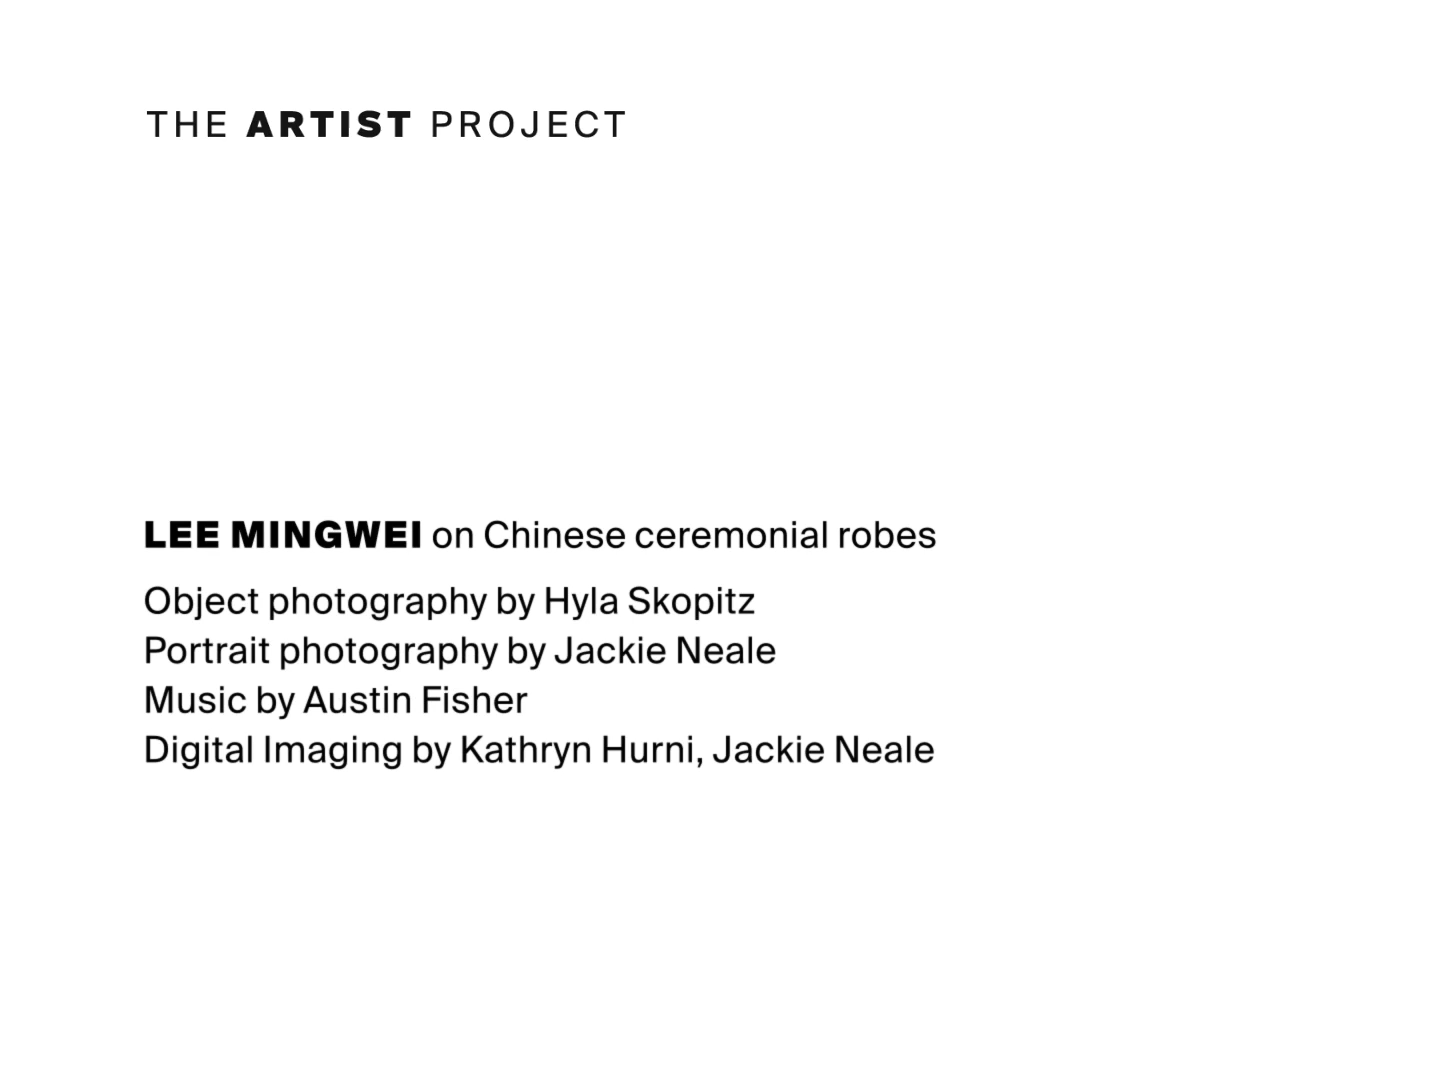 THE ARTIST PROJECT
LEE MINGWEI on Chinese ceremonial robes
Object photography by Hyla Skopitz
Portrait photography by Jackie Neale
Music by Austin Fisher
Digital Imaging by Kathryn Hurni, Jackie Neale